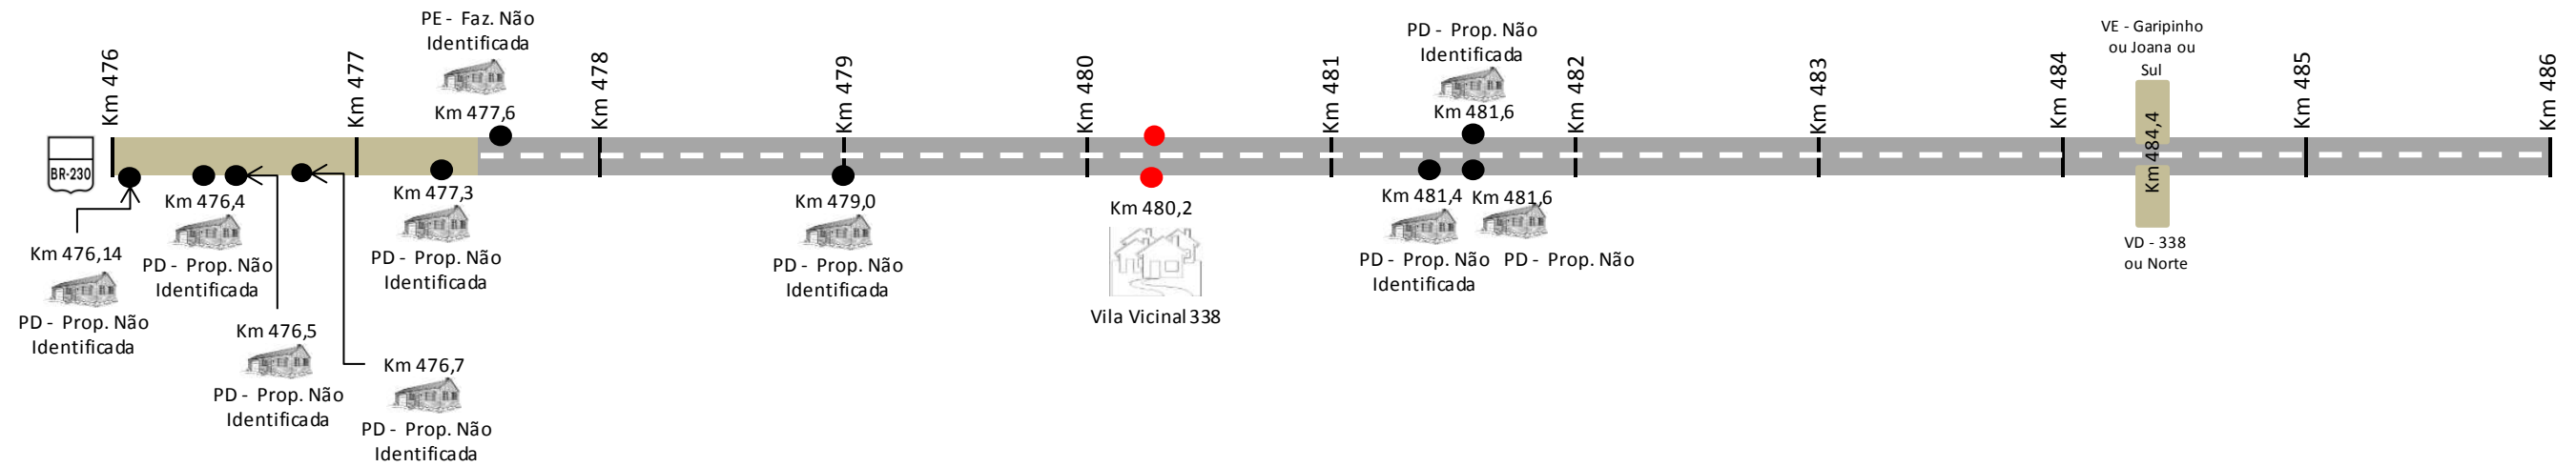 PE - Faz. Não
Identificada
Km 477,6
PD - Prop. Não
Identificada
Km 481,6
VE - Garipinho
ou Joana ou
Sul
Km 476
Km 477
Km 478
Km 479
Km 480
Km 481
Km 482
Km 483
Km 484
Km 485
Km 486
BR-230
Km 484,4
Km 476,14
PD - Prop. Não
Identificada
Km 476,4
PD - Prop. Não
Identificada
Km 476,5
PD - Prop. Não
Identificada
Km 476,7
PD - Prop. Não
Identificada
Km 477,3
PD - Prop. Não
Identificada
Km 479,0
PD - Prop. Não
Identificada
Km 480,2
Vila Vicinal 338
Km 481,4
PD - Prop. Não
Identificada
Km 481,6
PD - Prop. Não
VD - 338
ou Norte